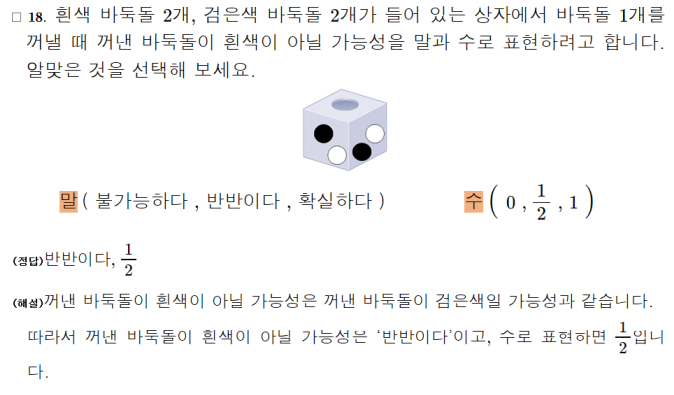 □ 18. 흰색 바둑돌 2개, 검은색 바둑돌 2개가 들어 있는 상자에서 바둑돌 1개를
꺼낼 때 꺼낸 바둑돌이 흰색이 아닐 가능성을 말과 수로 표현하려고 합니다.
알맞은 것을 선택해 보세요.
말 ( 불가능하다 , 반반이다 , 확실하다 ) 수 ( 0 , 1/2 , 1 )
(정답)반반이다, 1/2
(해설)꺼낸 바둑돌이 흰색이 아닐 가능성은 꺼낸 바둑돌이 검은색일 가능성과 같습니다.
따라서 꺼낸 바둑돌이 흰색이 아닐 가능성은 ‘반반이다’이고, 수로 표현하면 1/2입니
다.